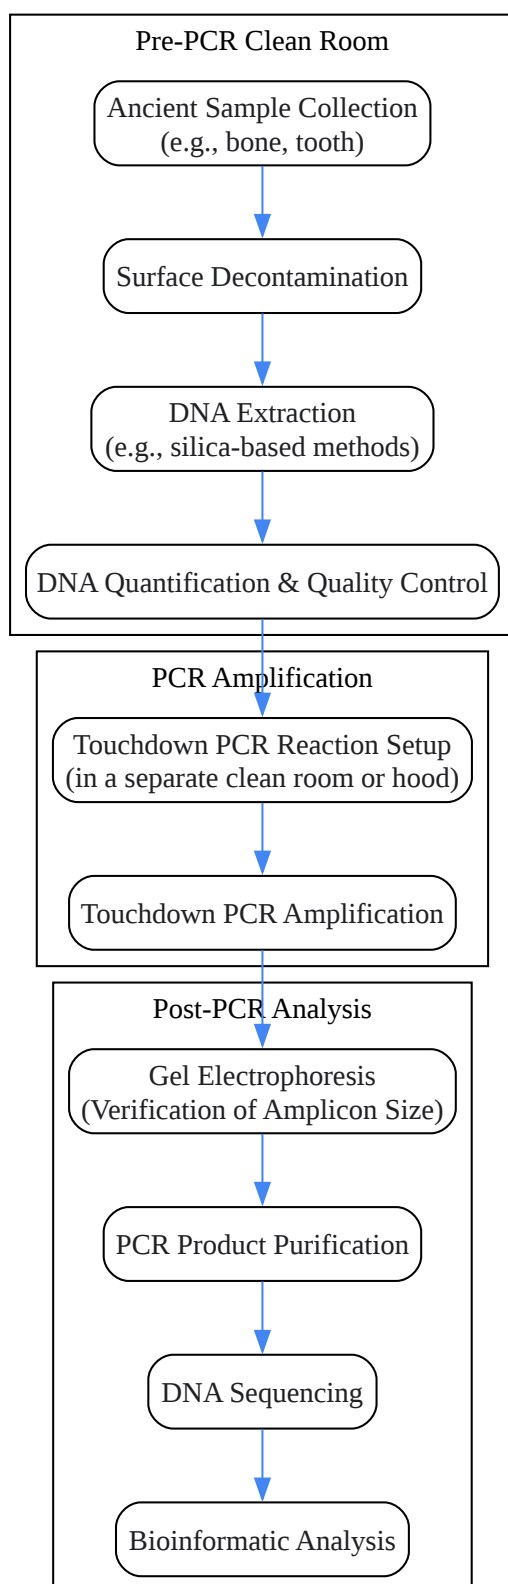 Pre-PCR Clean Room
Ancient Sample Collection
(e.g., bone, tooth)
Surface Decontamination
DNA Extraction
(e.g., silica-based methods)
DNA Quantification & Quality Control
PCR Amplification
Touchdown PCR Reaction Setup
(in a separate clean room or hood)
Touchdown PCR Amplification
Post-PCR Analysis
Gel Electrophoresis
(Verification of Amplicon Size)
PCR Product Purification
DNA Sequencing
Bioinformatic Analysis